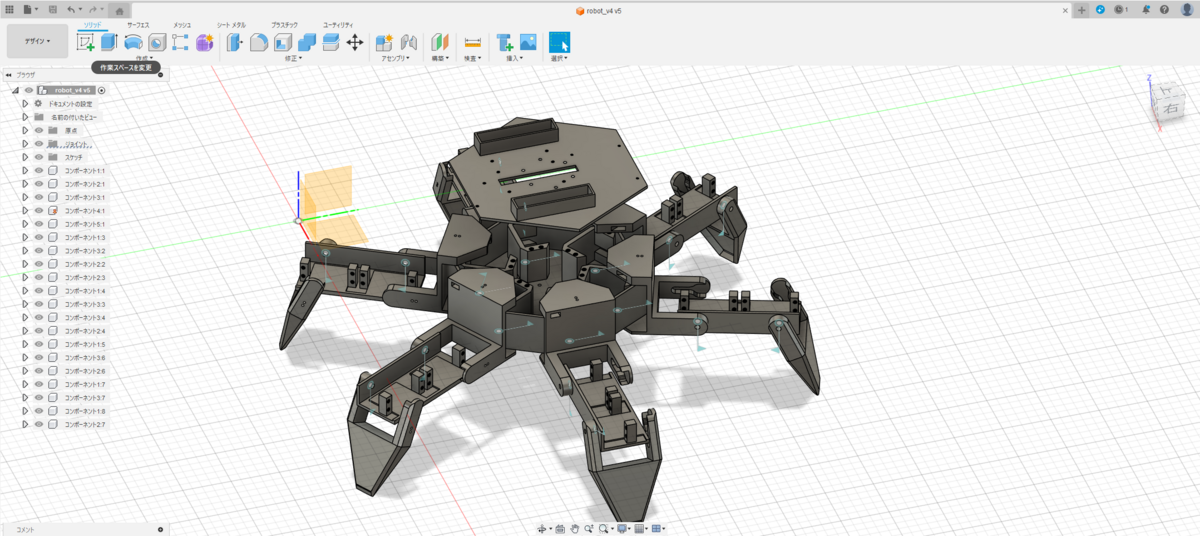 robot_v4 v5
1
デザイン
ソリッド
サーフェス
メッシュ
シート メタル
プラスチック
ユーティリティ
作成
修正
アセンブリ
構築
検査
挿入
選択
作業スペースを変更
ブラウザ
robot_v4 v5
ドキュメントの設定
名前の付いたビュー
原点
ジョイント
スケッチ
コンポーネント1:1
コンポーネント2:1
コンポーネント3:1
コンポーネント4:1
コンポーネント5:1
コンポーネント1:3
コンポーネント3:2
コンポーネント2:2
コンポーネント2:3
コンポーネント1:4
コンポーネント3:3
コンポーネント3:4
コンポーネント2:4
コンポーネント1:5
コンポーネント3:6
コンポーネント2:6
コンポーネント1:7
コンポーネント3:7
コンポーネント1:8
コンポーネント2:7
Z
上
右
X
コメント